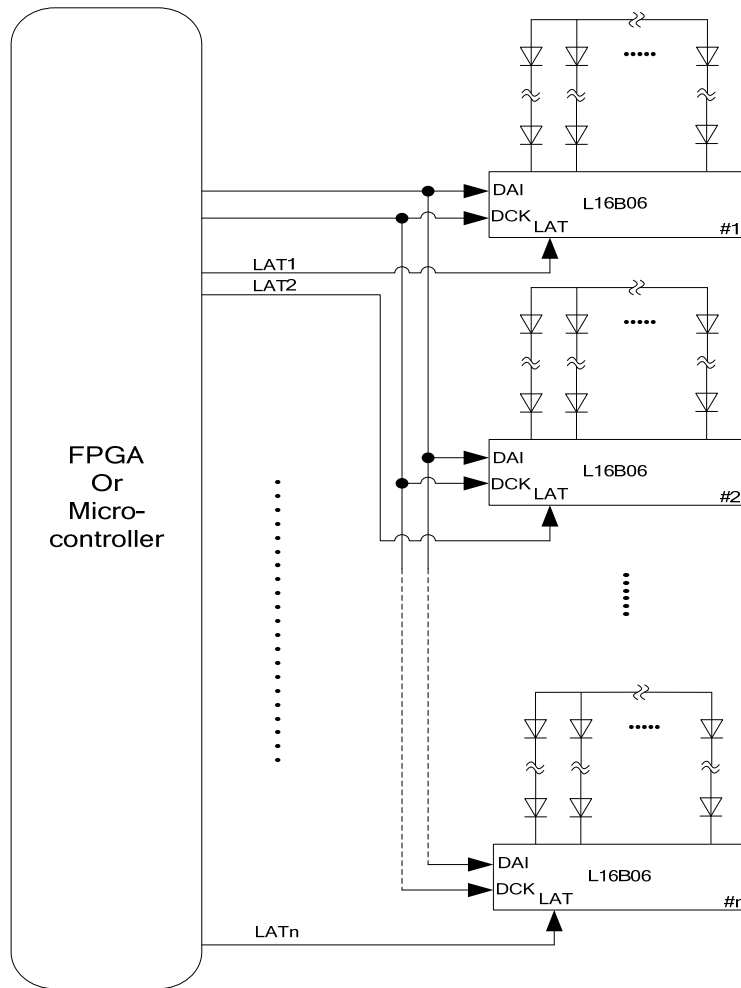 DAI
L16B06
DCK
LAT
#1
LAT1
LAT2
DAI
L16B06
DCK
LAT
#2
FPGA
Or
Micro-
controller
DAI
L16B06
DCK
LAT
#n
LATn